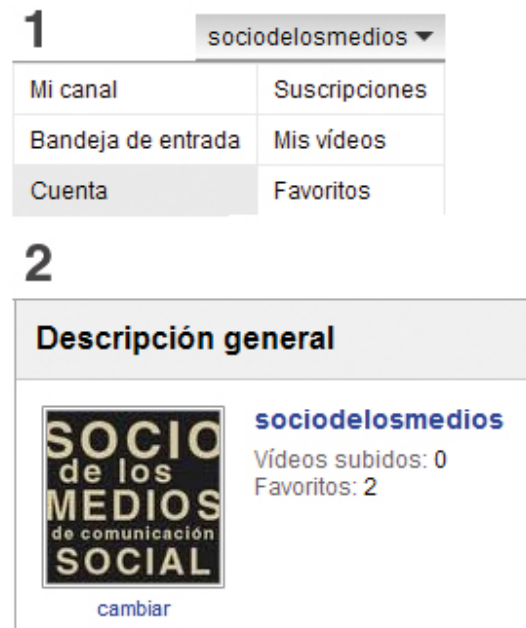 1
sociodelosmedios
Mi canal Suscripciones
Bandeja de entrada Mis vídeos
Cuenta Favoritos
2
Descripción general
SOCIO
de los
MEDIOS
de comunicación
SOCIAL
sociodelosmedios
Vídeos subidos: 0
Favoritos: 2
cambiar